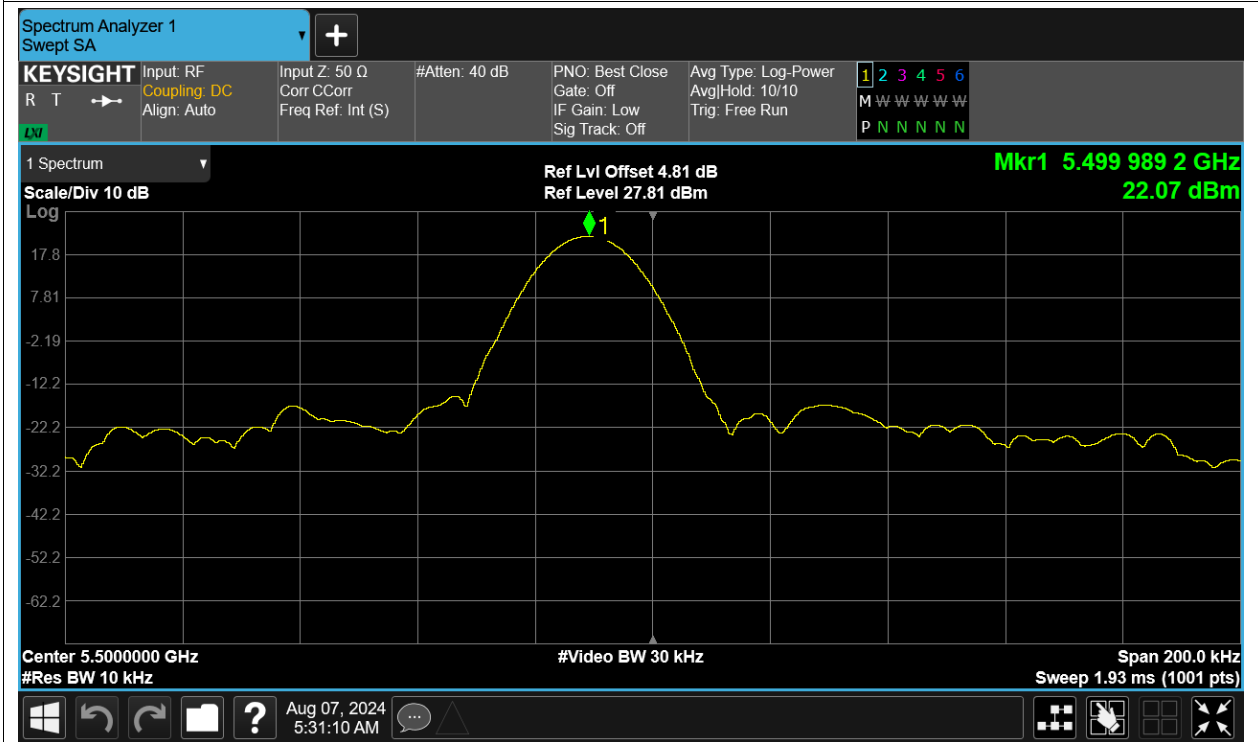 Spectrum Analyzer 1
Swept SA
KEYSIGHT
R T
LXI
Input: RF
Coupling: DC
Align: Auto
Input Z: 50 Ω
Corr CCorr
Freq Ref: Int (S)
#Atten: 40 dB
PNO: Best Close
Gate: Off
IF Gain: Low
Sig Track: Off
Avg Type: Log-Power
Avg|Hold: 10/10
Trig: Free Run
1 2 3 4 5 6
M W W W W W
P N N N N N
1 Spectrum
Scale/Div 10 dB
Log
Ref Lvl Offset 4.81 dB
Ref Level 27.81 dBm
Mkr1 5.499 989 2 GHz
22.07 dBm
1
17.8
7.81
-2.19
-12.2
-22.2
-32.2
-42.2
-52.2
-62.2
Center 5.5000000 GHz
#Res BW 10 kHz
#Video BW 30 kHz
Span 200.0 kHz
Sweep 1.93 ms (1001 pts)
?
Aug 07, 2024
5:31:10 AM